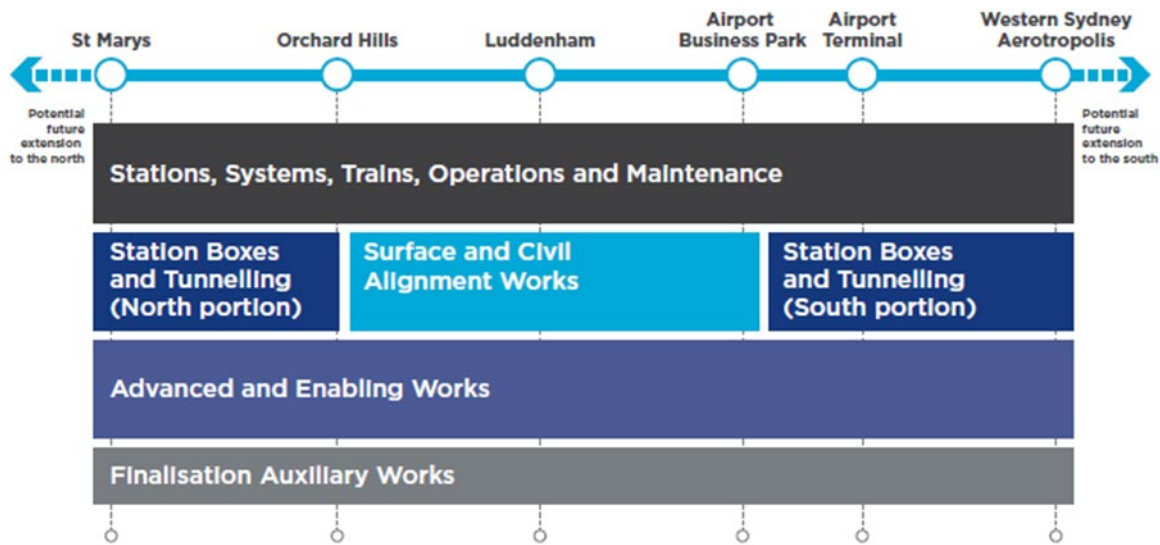 St Marys
Orchard Hills
Luddenham
Airport
Business Park
Airport
Terminal
Western Sydney
Aerotropolis
Potential
future
extension
to the north
Potential
future
extension
to the south
Stations, Systems, Trains, Operations and Maintenance
Station Boxes
and Tunnelling
(North portion)
Surface and Civil
Alignment Works
Station Boxes
and Tunnelling
(South portion)
Advanced and Enabling Works
Finalisation Auxiliary Works